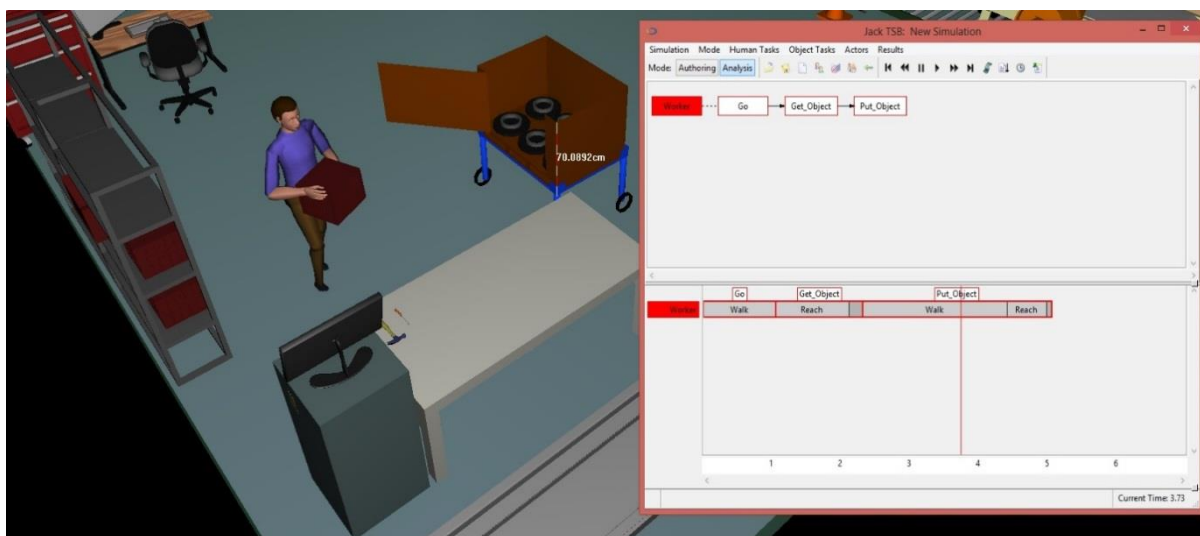 70.0892cm
Jack TSB: New Simulation
Simulation Mode Human Tasks Object Tasks Actors Results
Mode: Authoring Analysis
Worker Go Get_Object Put_Object
Go Get_Object Put_Object
Worker Walk Reach Walk Reach
1 2 3 4 5 6
Current Time: 3.73